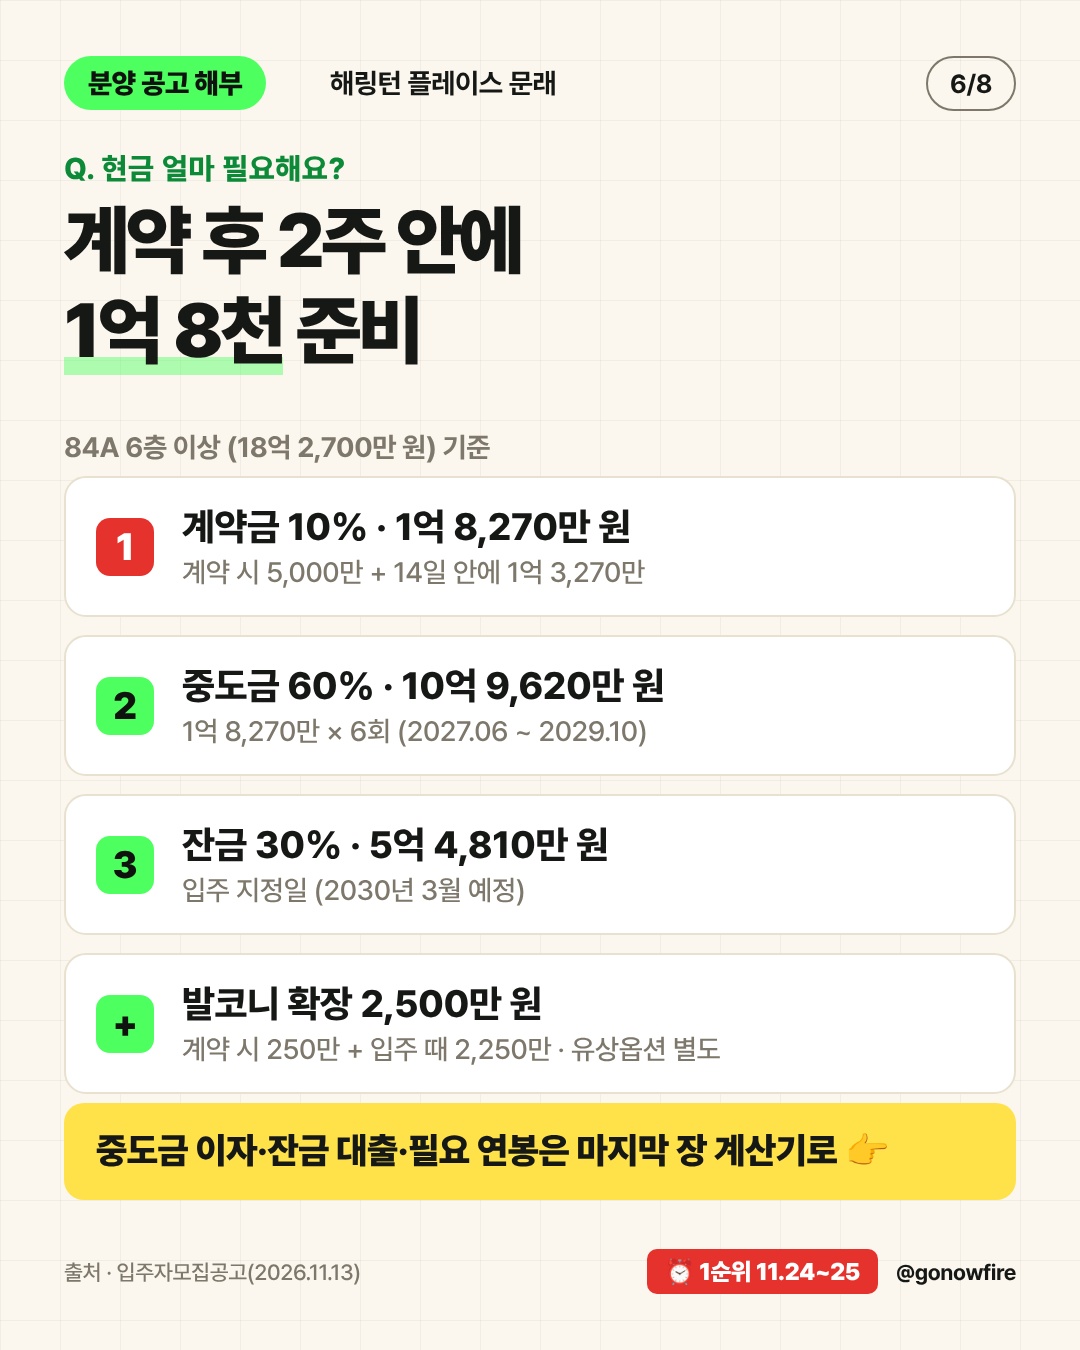 분양 공고 해부
해링턴 플레이스 문래
6/8
Q. 현금 얼마 필요해요?
계약 후 2주 안에
1억 8천 준비
84A 6층 이상 (18억 2,700만 원) 기준
1
계약금 10% · 1억 8,270만 원
계약 시 5,000만 + 14일 안에 1억 3,270만
2
중도금 60% · 10억 9,620만 원
1억 8,270만 × 6회 (2027.06 ~ 2029.10)
3
잔금 30% · 5억 4,810만 원
입주 지정일 (2030년 3월 예정)
+
발코니 확장 2,500만 원
계약 시 250만 + 입주 때 2,250만 · 유상옵션 별도
중도금 이자·잔금 대출·필요 연봉은 마지막 장 계산기로 👉
출처 · 입주자모집공고(2026.11.13)
⏰ 1순위 11.24~25
@gonowfire